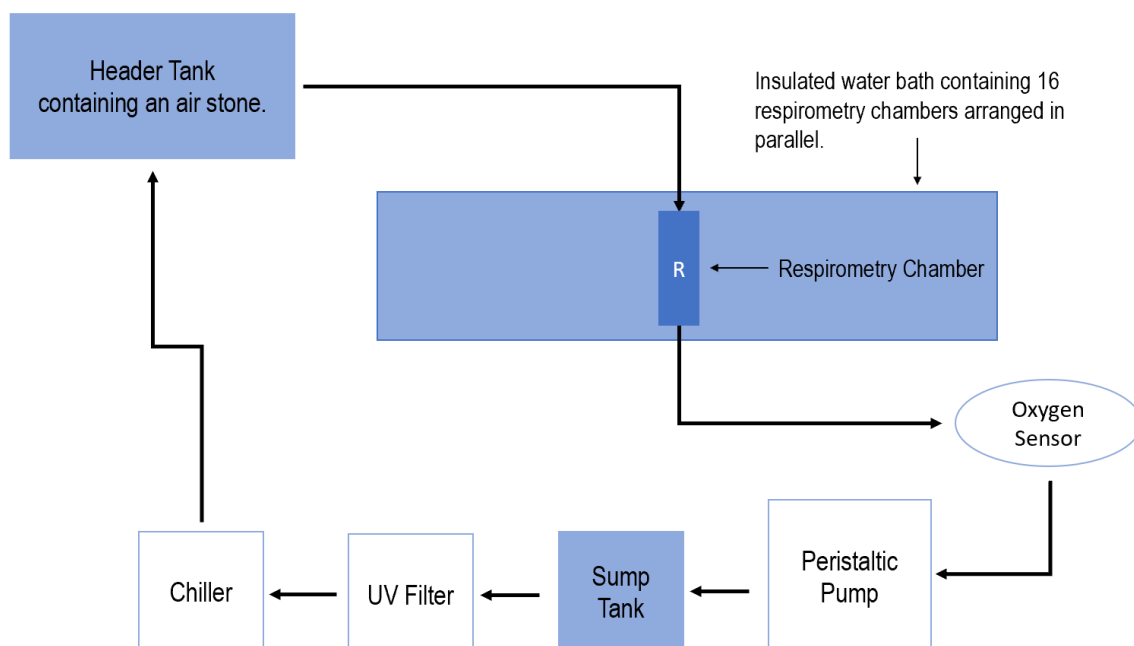 Header Tank
containing an air stone.
Insulated water bath containing 16
respirometry chambers arranged in
parallel.
R
Respirometry Chamber
Oxygen
Sensor
Chiller
UV Filter
Sump
Tank
Peristaltic
Pump